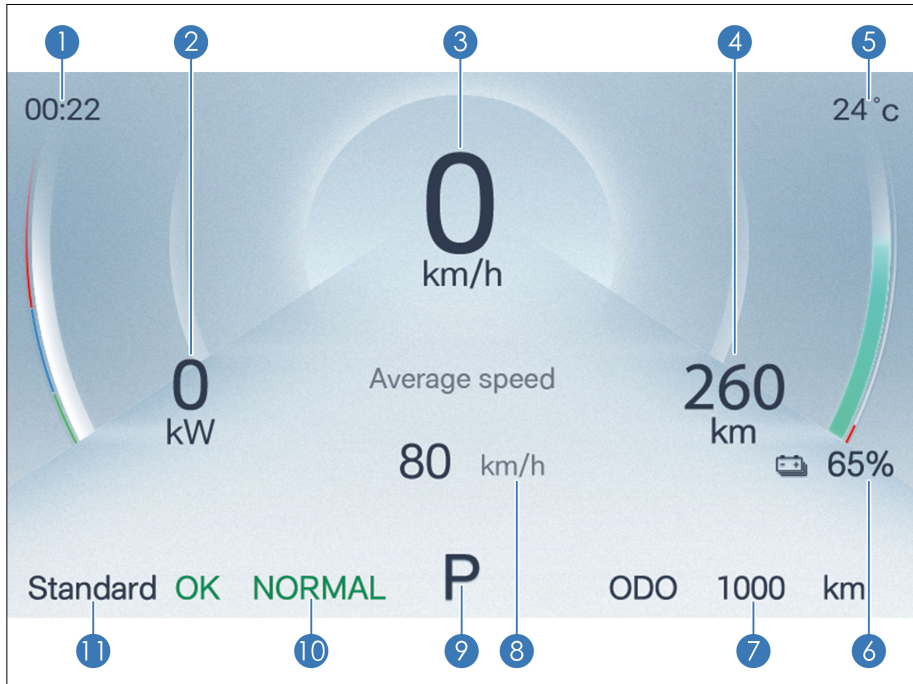 1 2 3 4 5
00:22 24°c
0
km/h
0 Average speed 260
kW km
80 km/h 65%
Standard OK NORMAL P ODO 1000 km
11 10 9 8 7 6